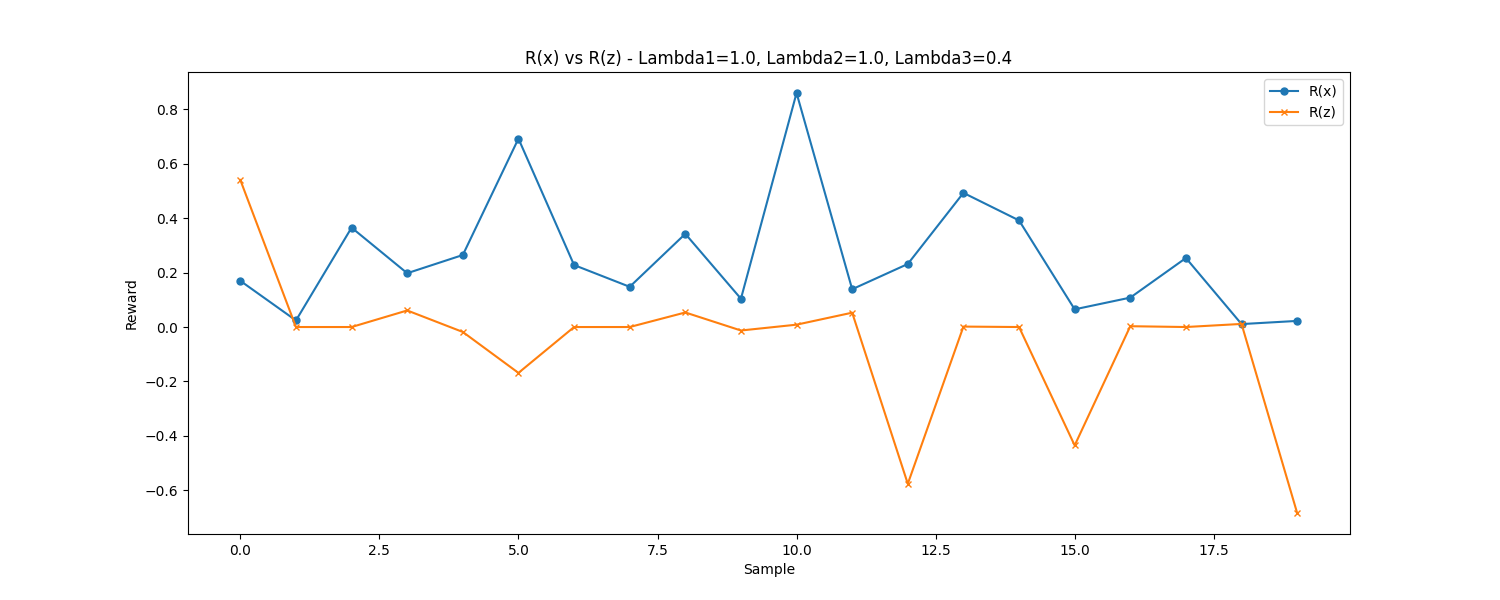 R(x) vs R(z) - Lambda1=1.0, Lambda2=1.0, Lambda3=0.4
R(x)
R(z)
0.8
0.6
0.4
0.2
0.0
−0.2
−0.4
−0.6
Reward
0.0 2.5 5.0 7.5 10.0 12.5 15.0 17.5
Sample